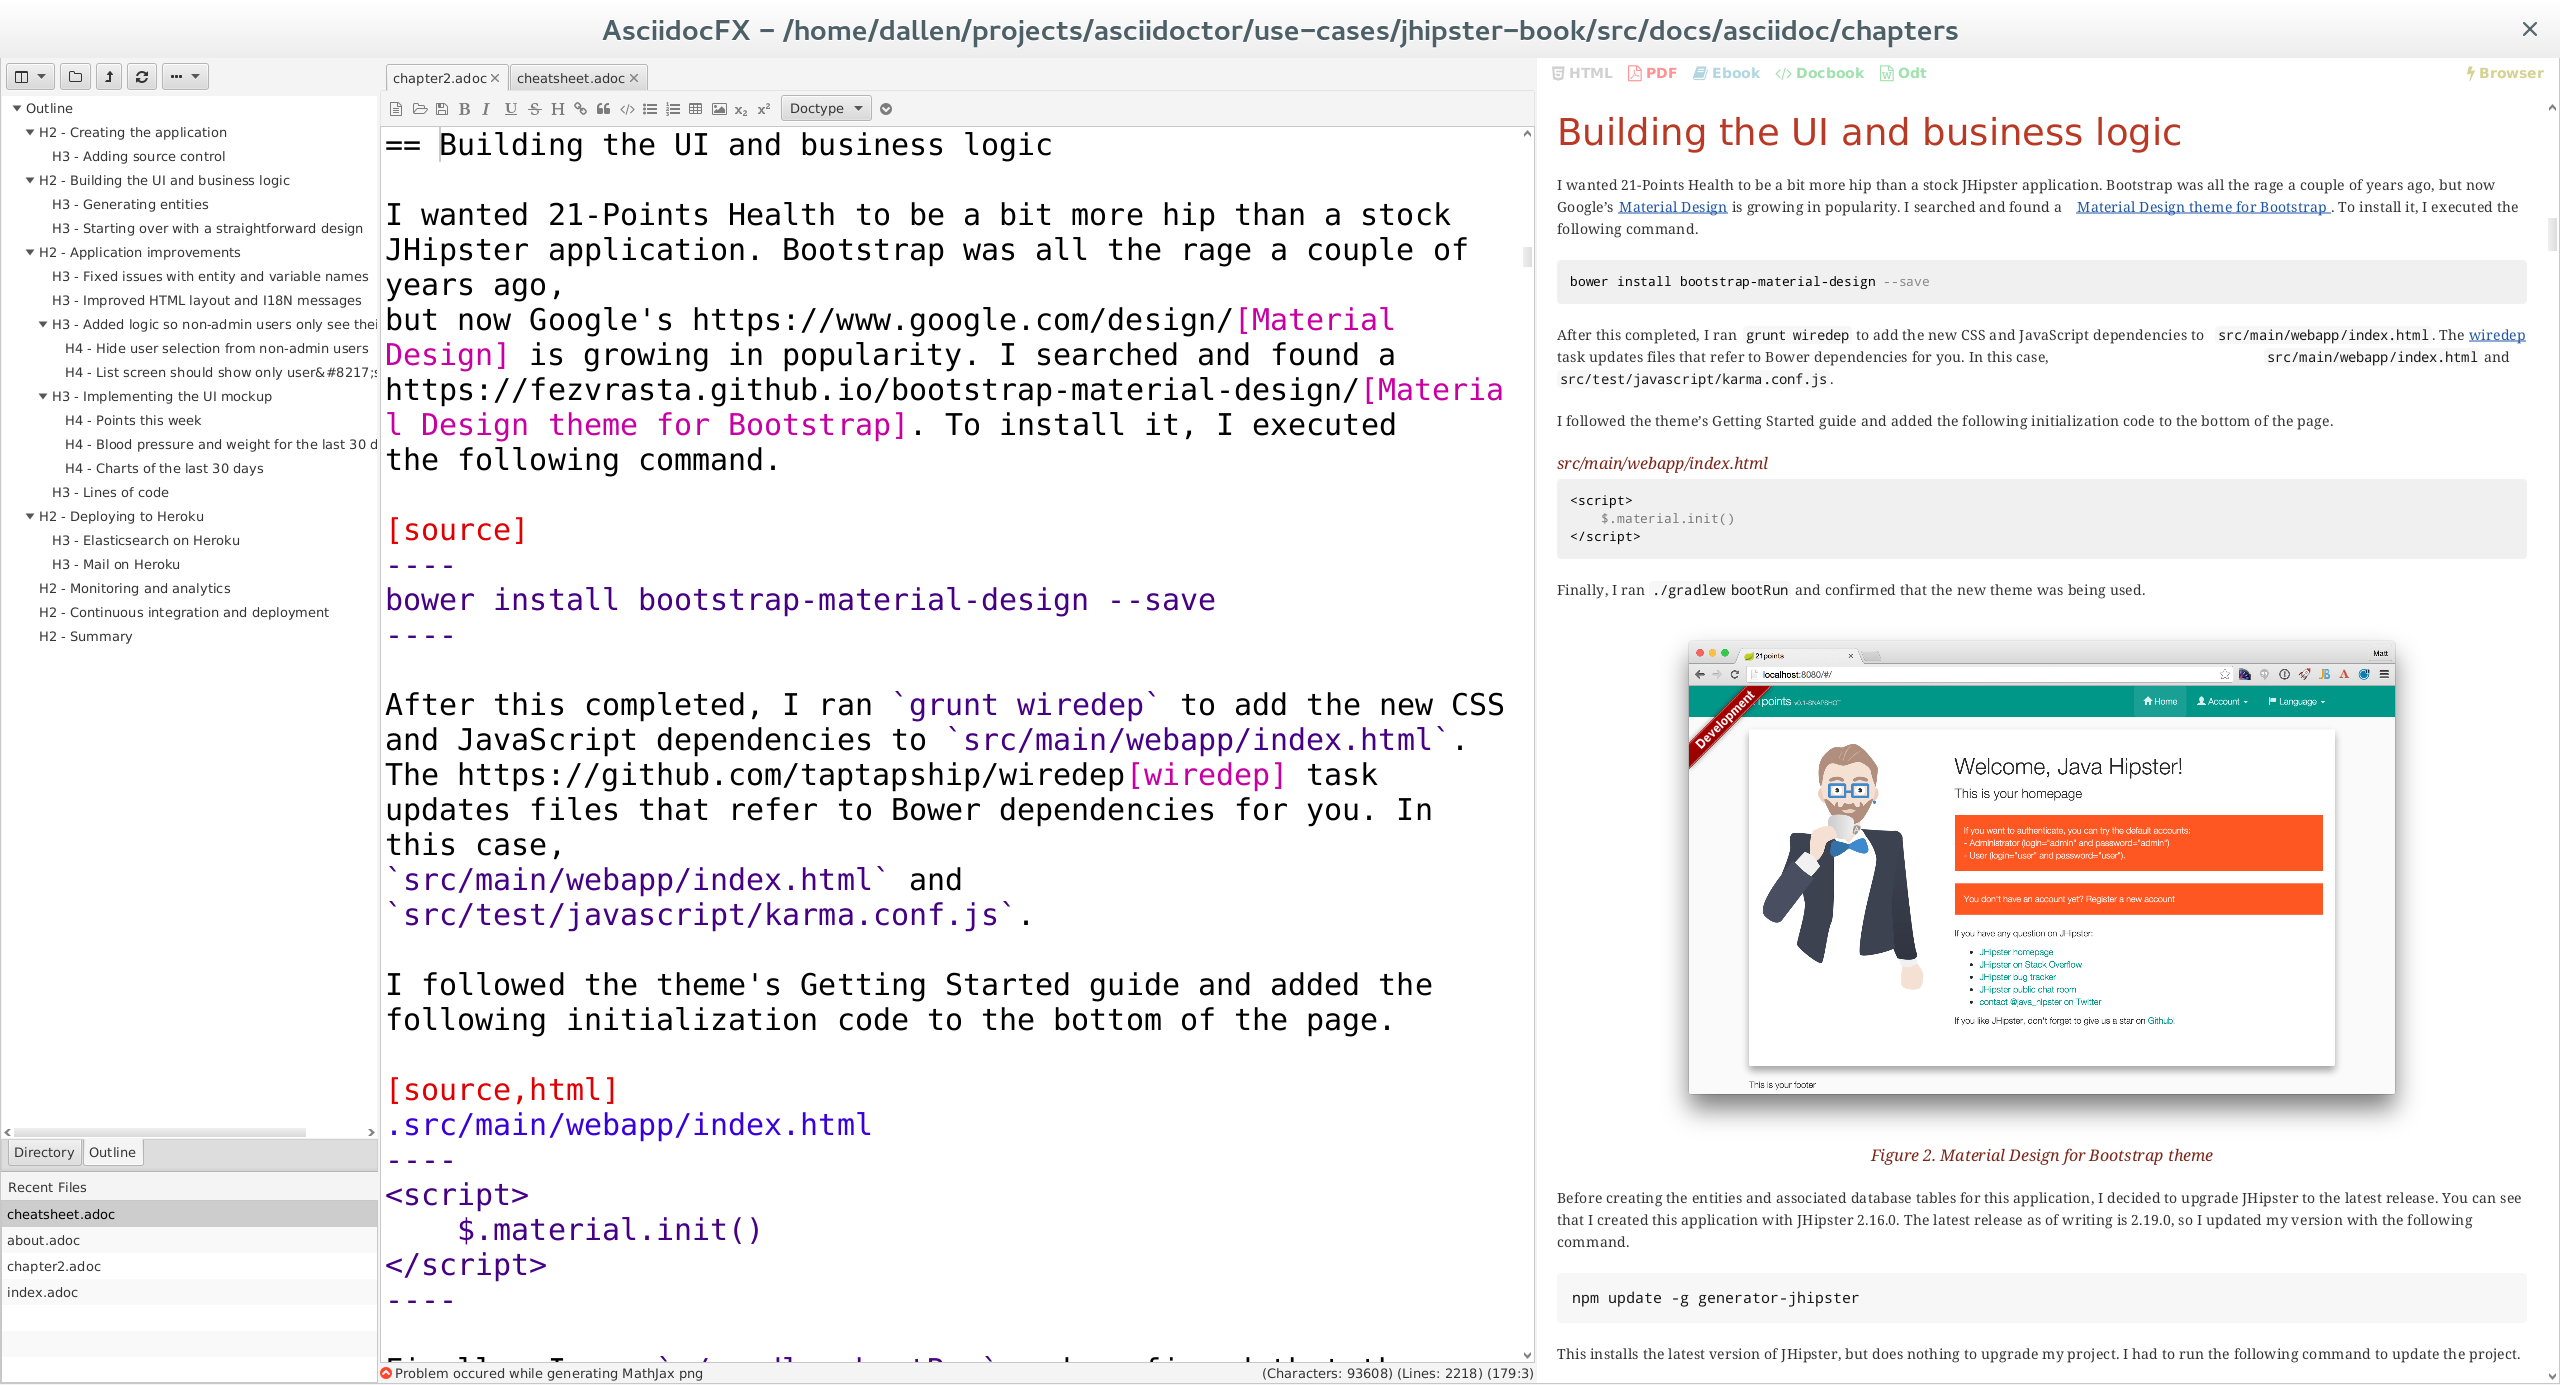 AsciidocFX – /home/dallen/projects/asciidoctor/use-cases/jhipster-book/src/docs/asciidoc/chapters
Outline
H2 - Creating the application
H3 - Adding source control
H2 - Building the UI and business logic
H3 - Generating entities
H3 - Starting over with a straightforward design
H2 - Application improvements
H3 - Fixed issues with entity and variable names
H3 - Improved HTML layout and I18N messages
H3 - Added logic so non-admin users only see thei
H4 - Hide user selection from non-admin users
H4 - List screen should show only user&#8217;s
H3 - Implementing the UI mockup
H4 - Points this week
H4 - Blood pressure and weight for the last 30 d
H4 - Charts of the last 30 days
H3 - Lines of code
H2 - Deploying to Heroku
H3 - Elasticsearch on Heroku
H3 - Mail on Heroku
H2 - Monitoring and analytics
H2 - Continuous integration and deployment
H2 - Summary
Directory Outline
Recent Files
cheatsheet.adoc
about.adoc
chapter2.adoc
index.adoc
chapter2.adoc cheatsheet.adoc
B I U S H x₂ x² Doctype
== Building the UI and business logic
I wanted 21-Points Health to be a bit more hip than a stock
JHipster application. Bootstrap was all the rage a couple of
years ago,
but now Google's https://www.google.com/design/[Material
Design] is growing in popularity. I searched and found a
https://fezvrasta.github.io/bootstrap-material-design/[Materia
l Design theme for Bootstrap]. To install it, I executed
the following command.
[source]
----
bower install bootstrap-material-design --save
----
After this completed, I ran `grunt wiredep` to add the new CSS
and JavaScript dependencies to `src/main/webapp/index.html`.
The https://github.com/taptapship/wiredep[wiredep] task
updates files that refer to Bower dependencies for you. In
this case,
`src/main/webapp/index.html` and
`src/test/javascript/karma.conf.js`.
I followed the theme's Getting Started guide and added the
following initialization code to the bottom of the page.
[source,html]
.src/main/webapp/index.html
----
<script>
$.material.init()
</script>
----
Problem occured while generating MathJax png
(Characters: 93608) (Lines: 2218) (179:3)
HTML PDF Ebook Docbook Odt Browser
Building the UI and business logic
I wanted 21-Points Health to be a bit more hip than a stock JHipster application. Bootstrap was all the rage a couple of years ago, but now
Google’s Material Design is growing in popularity. I searched and found a Material Design theme for Bootstrap . To install it, I executed the
following command.
bower install bootstrap-material-design --save
After this completed, I ran grunt wiredep to add the new CSS and JavaScript dependencies to src/main/webapp/index.html. The wiredep
task updates files that refer to Bower dependencies for you. In this case, src/main/webapp/index.html and
src/test/javascript/karma.conf.js.
I followed the theme’s Getting Started guide and added the following initialization code to the bottom of the page.
src/main/webapp/index.html
<script>
$.material.init()
</script>
Finally, I ran ./gradlew bootRun and confirmed that the new theme was being used.
21points
Matt
localhost:8080/#/
Development
points v0.1-SNAPSHOT
Home Account Language
Welcome, Java Hipster!
This is your homepage
If you want to authenticate, you can try the default accounts:
- Administrator (login="admin" and password="admin")
- User (login="user" and password="user").
You don't have an account yet? Register a new account
If you have any question on JHipster:
JHipster homepage
JHipster on Stack Overflow
JHipster bug tracker
JHipster public chat room
contact @java_hipster on Twitter
If you like JHipster, don't forget to give us a star on Github!
This is your footer
Figure 2. Material Design for Bootstrap theme
Before creating the entities and associated database tables for this application, I decided to upgrade JHipster to the latest release. You can see
that I created this application with JHipster 2.16.0. The latest release as of writing is 2.19.0, so I updated my version with the following
command.
npm update -g generator-jhipster
This installs the latest version of JHipster, but does nothing to upgrade my project. I had to run the following command to update the project.